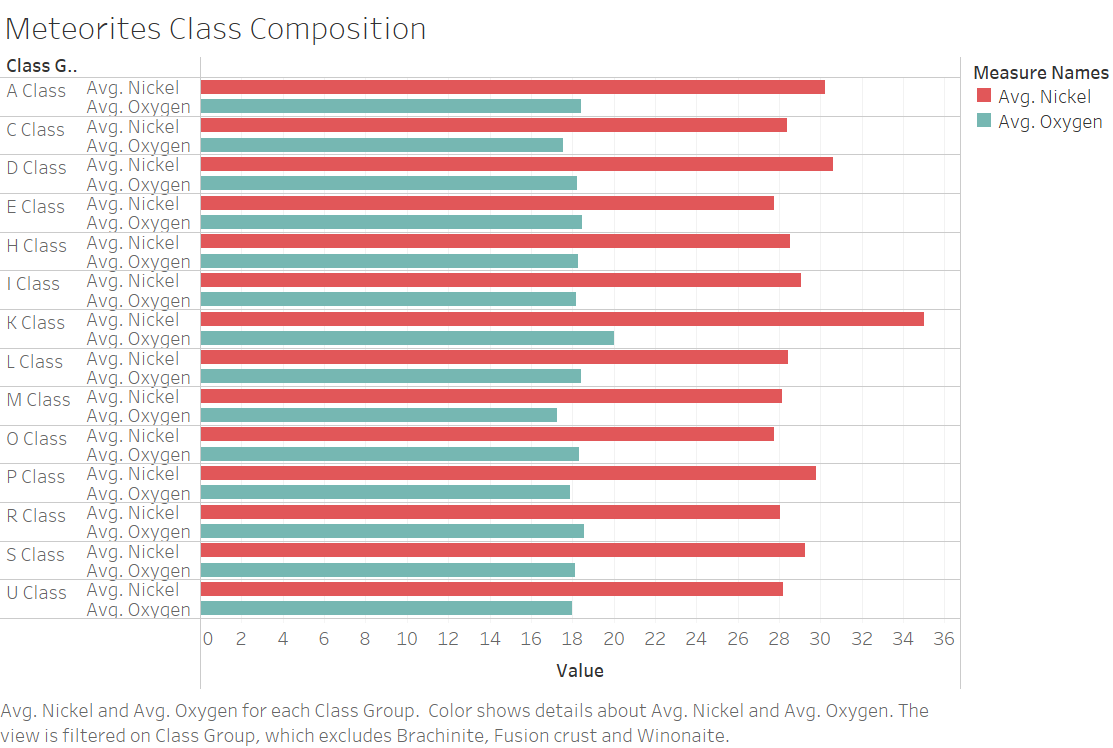 Meteorites Class Composition
Class G..
Measure Names
Avg. Nickel
Avg. Oxygen
A Class Avg. Nickel
Avg. Oxygen
C Class Avg. Nickel
Avg. Oxygen
D Class Avg. Nickel
Avg. Oxygen
E Class Avg. Nickel
Avg. Oxygen
H Class Avg. Nickel
Avg. Oxygen
I Class Avg. Nickel
Avg. Oxygen
K Class Avg. Nickel
Avg. Oxygen
L Class Avg. Nickel
Avg. Oxygen
M Class Avg. Nickel
Avg. Oxygen
O Class Avg. Nickel
Avg. Oxygen
P Class Avg. Nickel
Avg. Oxygen
R Class Avg. Nickel
Avg. Oxygen
S Class Avg. Nickel
Avg. Oxygen
U Class Avg. Nickel
Avg. Oxygen
0 2 4 6 8 10 12 14 16 18 20 22 24 26 28 30 32 34 36
Value
Avg. Nickel and Avg. Oxygen for each Class Group.  Color shows details about Avg. Nickel and Avg. Oxygen. The
view is filtered on Class Group, which excludes Brachinite, Fusion crust and Winonaite.